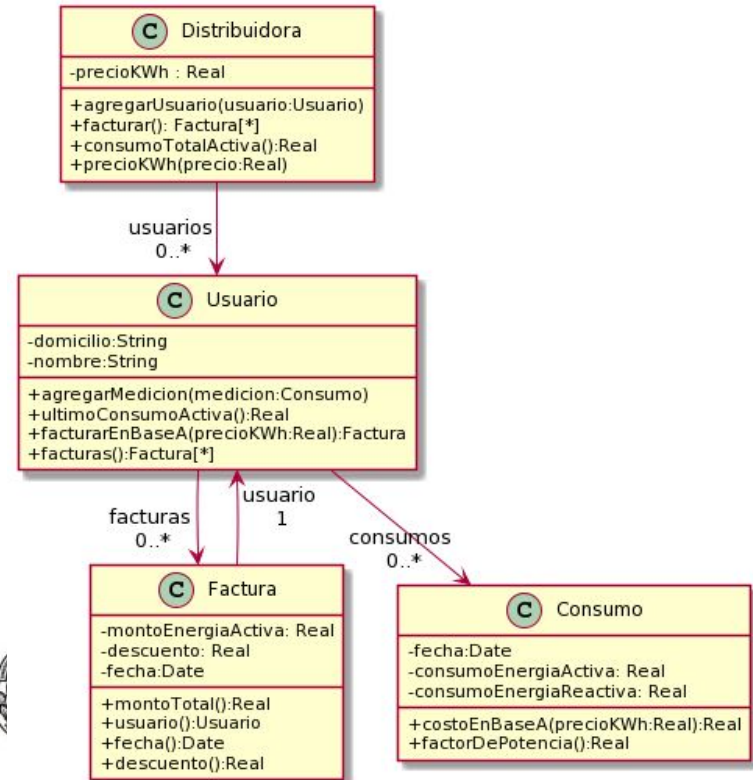 C Distribuidora
-precioKWh : Real
+agregarUsuario(usuario:Usuario)
+facturar(): Factura[*]
+consumoTotalActiva():Real
+precioKWh(precio:Real)
usuarios
0..*
C Usuario
-domicilio:String
-nombre:String
+agregarMedicion(medicion:Consumo)
+ultimoConsumoActiva():Real
+facturarEnBaseA(precioKWh:Real):Factura
+facturas():Factura[*]
facturas
0..*
usuario
1
consumos
0..*
C Factura
-montoEnergiaActiva: Real
-descuento: Real
-fecha:Date
+montoTotal():Real
+usuario():Usuario
+fecha():Date
+descuento():Real
C Consumo
-fecha:Date
-consumoEnergiaActiva: Real
-consumoEnergiaReactiva: Real
+costoEnBaseA(precioKWh:Real):Real
+factorDePotencia():Real